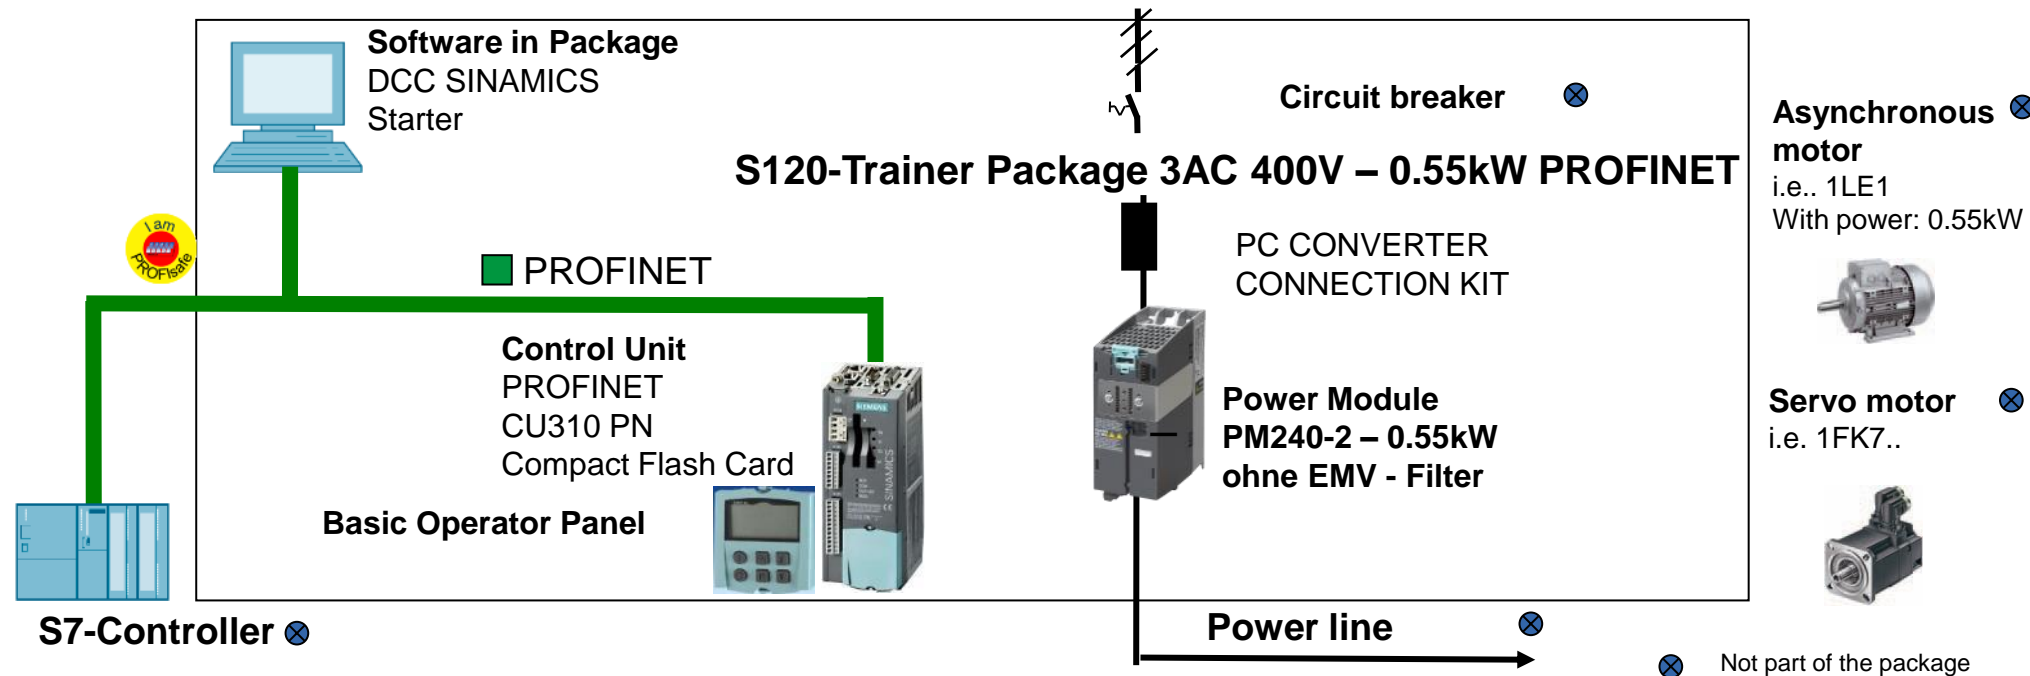 Software in Package
DCC SINAMICS
Starter
Circuit breaker
S120-Trainer Package 3AC 400V – 0.55kW PROFINET
Asynchronous
motor
i.e.. 1LE1
With power: 0.55kW
I am
PROFIsafe
PROFINET
PC CONVERTER
CONNECTION KIT
Control Unit
PROFINET
CU310 PN
Compact Flash Card
SIEMENS
SINAMICS
Power Module
PM240-2 – 0.55kW
ohne EMV - Filter
Servo motor
i.e. 1FK7..
Basic Operator Panel
S7-Controller
Power line
Not part of the package